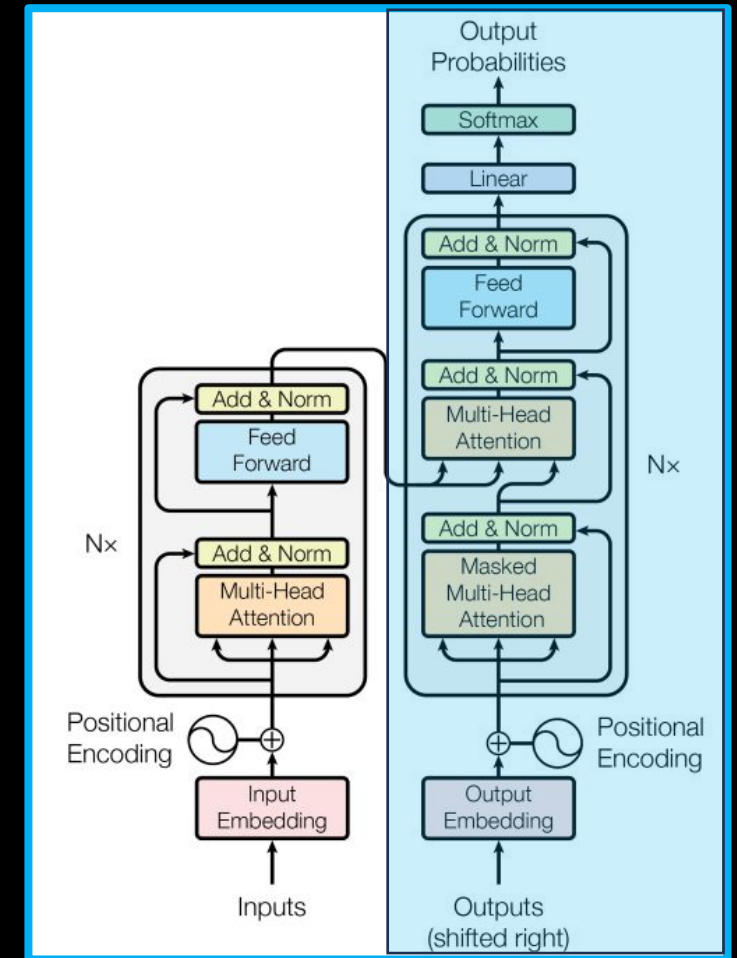 Output
Probabilities
Softmax
Linear
Add & Norm
Feed
Forward
Add & Norm
Multi-Head
Attention
Nx
Add & Norm
Masked
Multi-Head
Attention
Positional
Encoding
Output
Embedding
Outputs
(shifted right)
Add & Norm
Feed
Forward
Nx
Add & Norm
Multi-Head
Attention
Positional
Encoding
Input
Embedding
Inputs